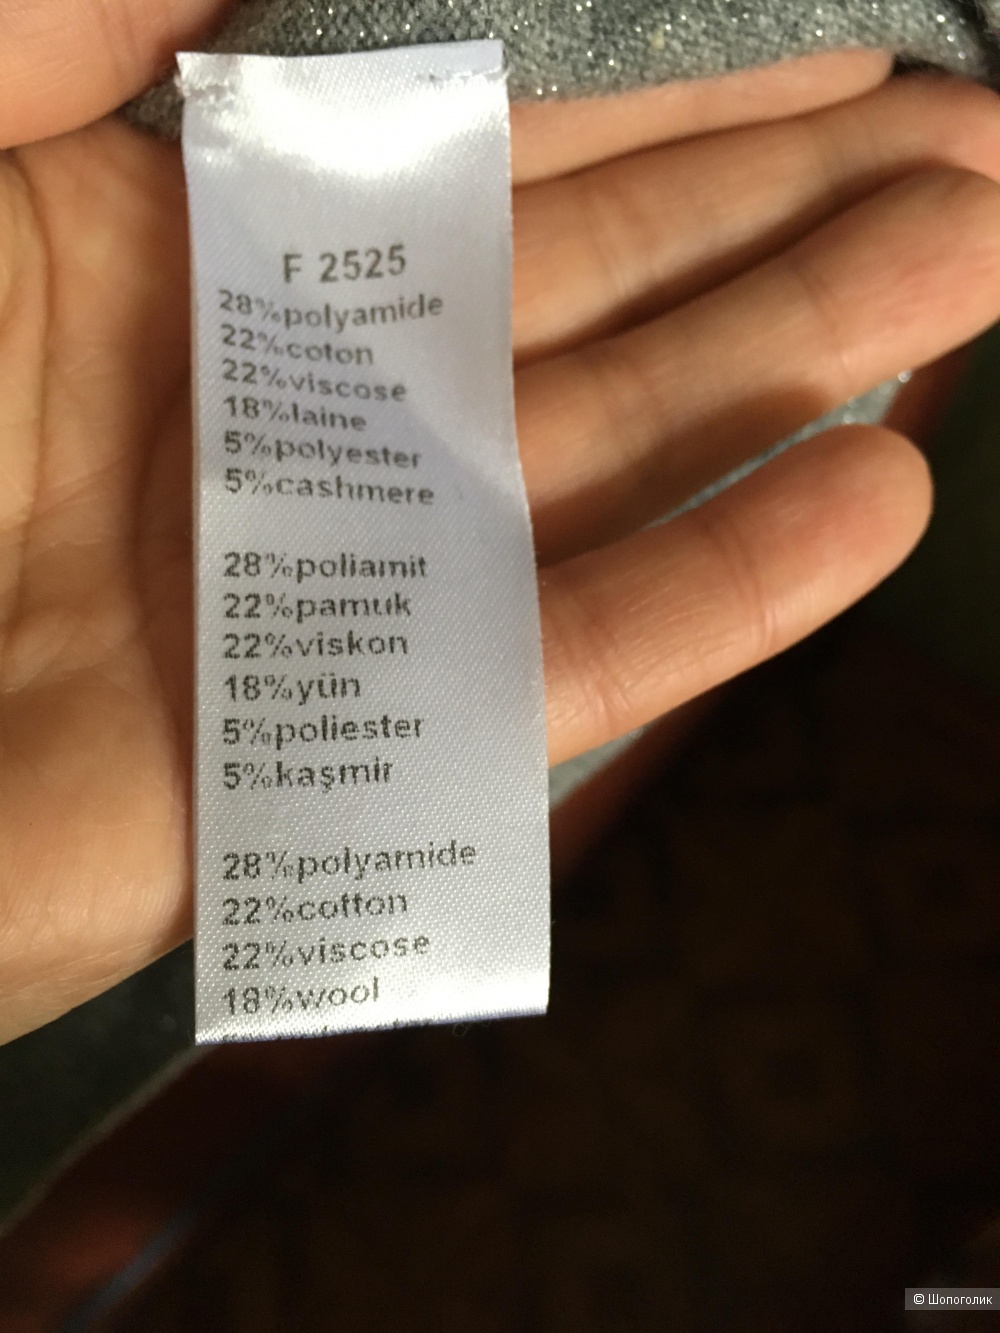 F 2525
28%polyamide
22%coton
22%viscose
18%laine
5%polyester
5%cashmere
28%poliamit
22%pamuk
22%viskon
18%yün
5%poliester
5%kaşmir
28%polyamide
22%cotton
22%viscose
18%wool
© Шопоголик